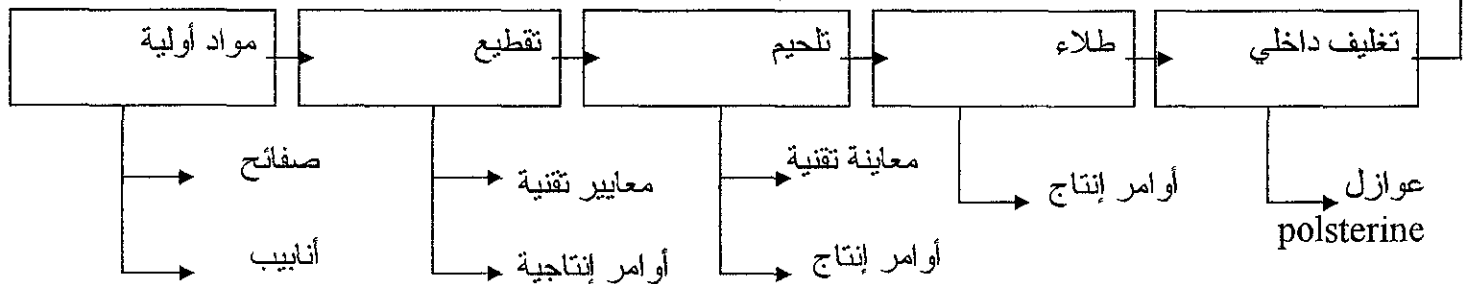 مواد أولية
تقطيع
تلحيم
طلاء
تغليف داخلي
صفائح
أنابيب
معايير تقنية
أوامر إنتاجية
معاينة تقنية
أوامر إنتاج
أوامر إنتاج
عوازل
polsterine